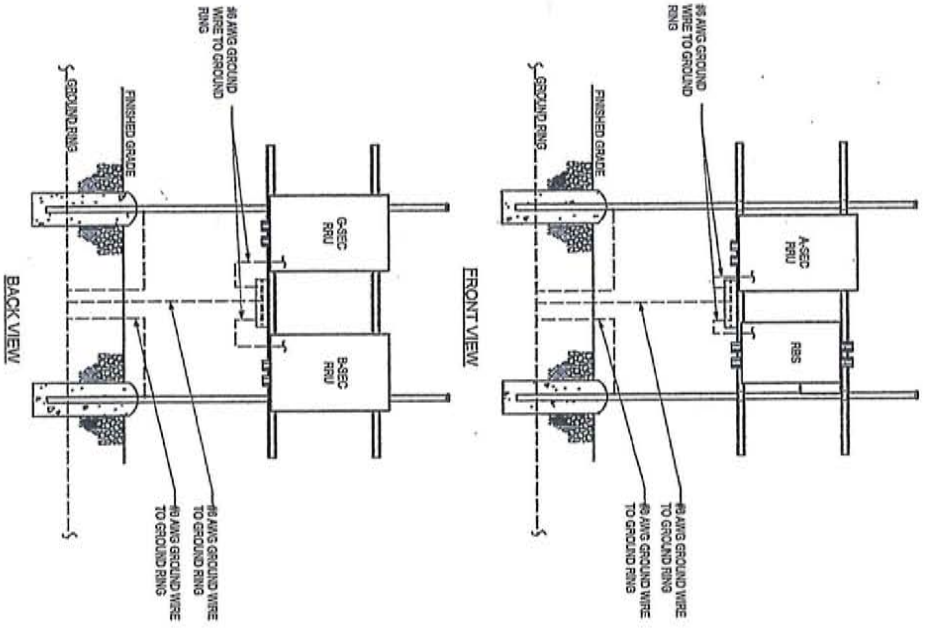 A-SEC
RRU
RBS
#6 AWG GROUND
WIRE TO GROUND
RING
#6 AWG GROUND WIRE
TO GROUND RING
#6 AWG GROUND WIRE
TO GROUND RING
FINISHED GRADE
GROUND RING
FRONT VIEW
G-SEC
RRU
B-SEC
RRU
#6 AWG GROUND
WIRE TO GROUND
RING
#6 AWG GROUND WIRE
TO GROUND RING
#6 AWG GROUND WIRE
TO GROUND RING
FINISHED GRADE
GROUND RING
BACK VIEW